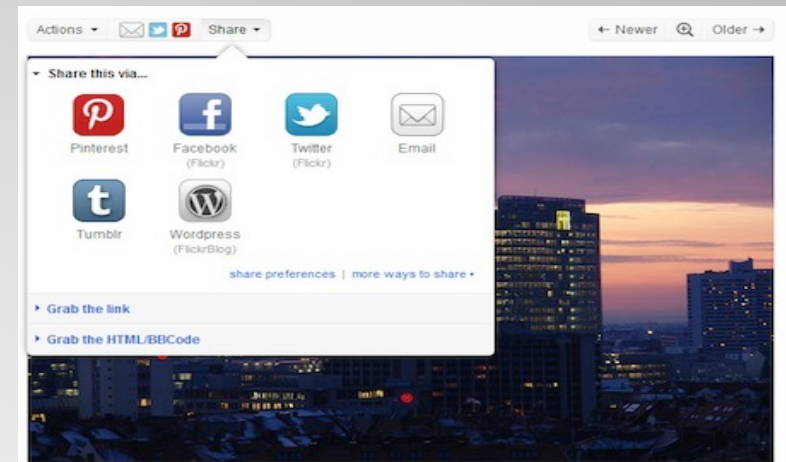 Actions Share ← Newer Older →
Share this via...
Pinterest Facebook Twitter Email
(Flickr) (Flickr)
Tumblr Wordpress
(FlickrBlog)
share preferences | more ways to share
Grab the link
Grab the HTML/BBCode